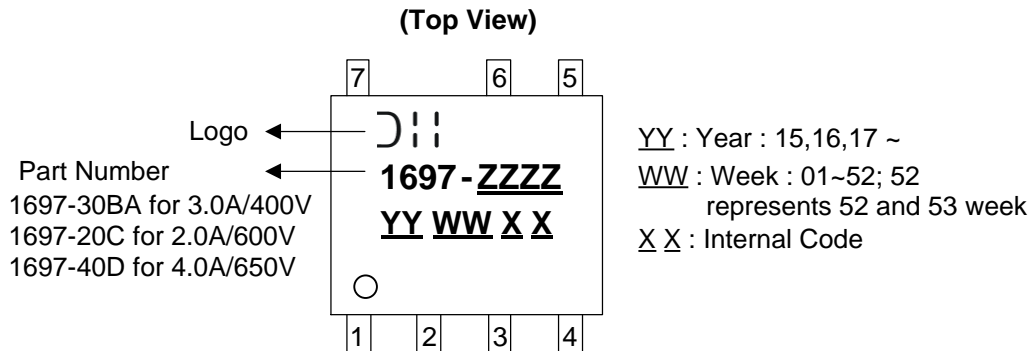 (Top View)
7 6 5
Logo
Part Number
1697-30BA for 3.0A/400V
1697-20C for 2.0A/600V
1697-40D for 4.0A/650V
1697-ZZZZ
YY WW X X
YY : Year : 15,16,17 ~
WW : Week : 01~52; 52
represents 52 and 53 week
X X : Internal Code
1 2 3 4